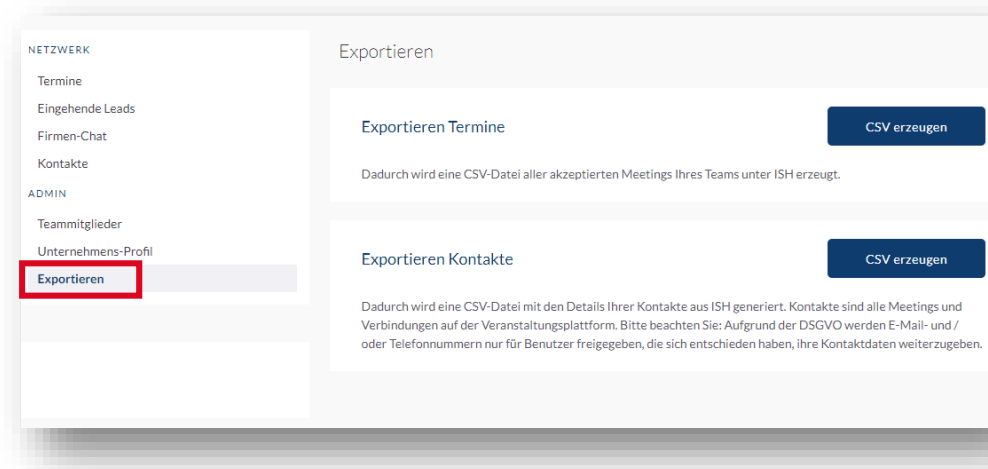 NETZWERK
Termine
Eingehende Leads
Firmen-Chat
Kontakte
ADMIN
Teammitglieder
Unternehmens-Profil
Exportieren
Exportieren
Exportieren Termine
CSV erzeugen
Dadurch wird eine CSV-Datei aller akzeptierten Meetings Ihres Teams unter ISH erzeugt.
Exportieren Kontakte
CSV erzeugen
Dadurch wird eine CSV-Datei mit den Details Ihrer Kontakte aus ISH generiert. Kontakte sind alle Meetings und
Verbindungen auf der Veranstaltungsplattform. Bitte beachten Sie: Aufgrund der DSGVO werden E-Mail- und /
oder Telefonnummern nur für Benutzer freigegeben, die sich entschieden haben, ihre Kontaktdaten weiterzugeben.